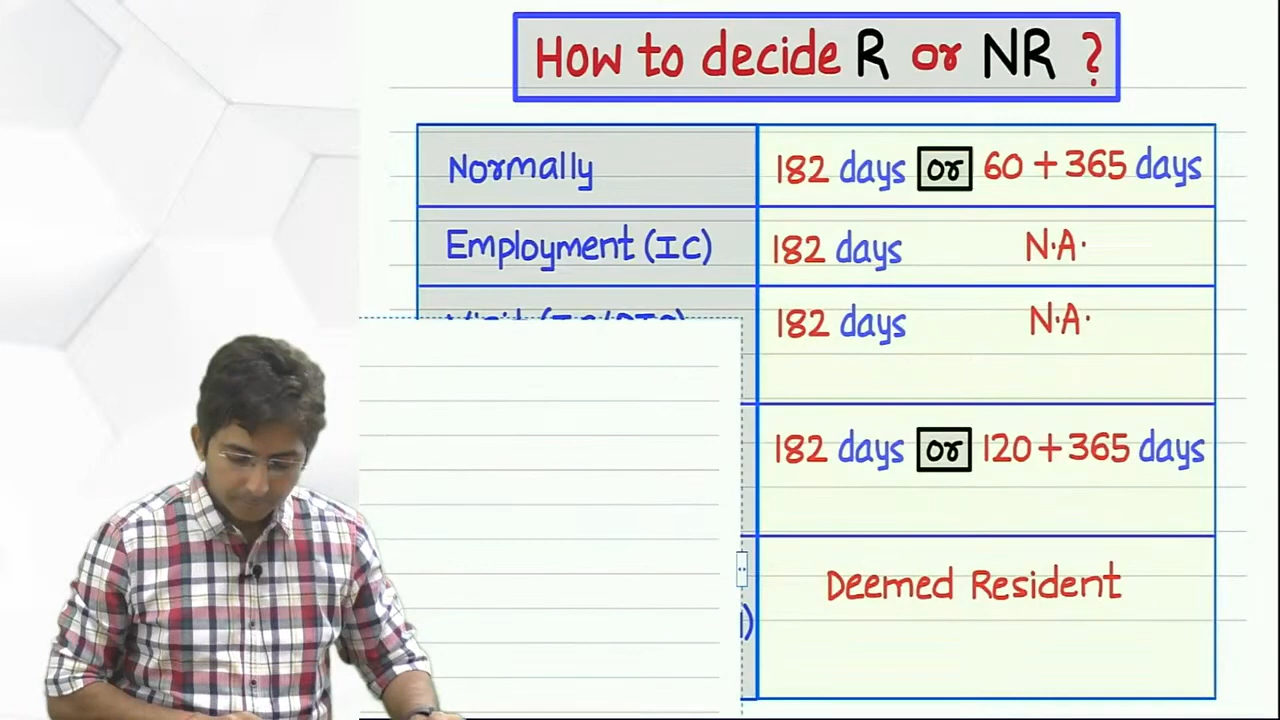 How to decide R or NR ?
Normally 182 days or 60 + 365 days
Employment (IC) 182 days N.A.
182 days N.A.
182 days or 120 + 365 days
Deemed Resident